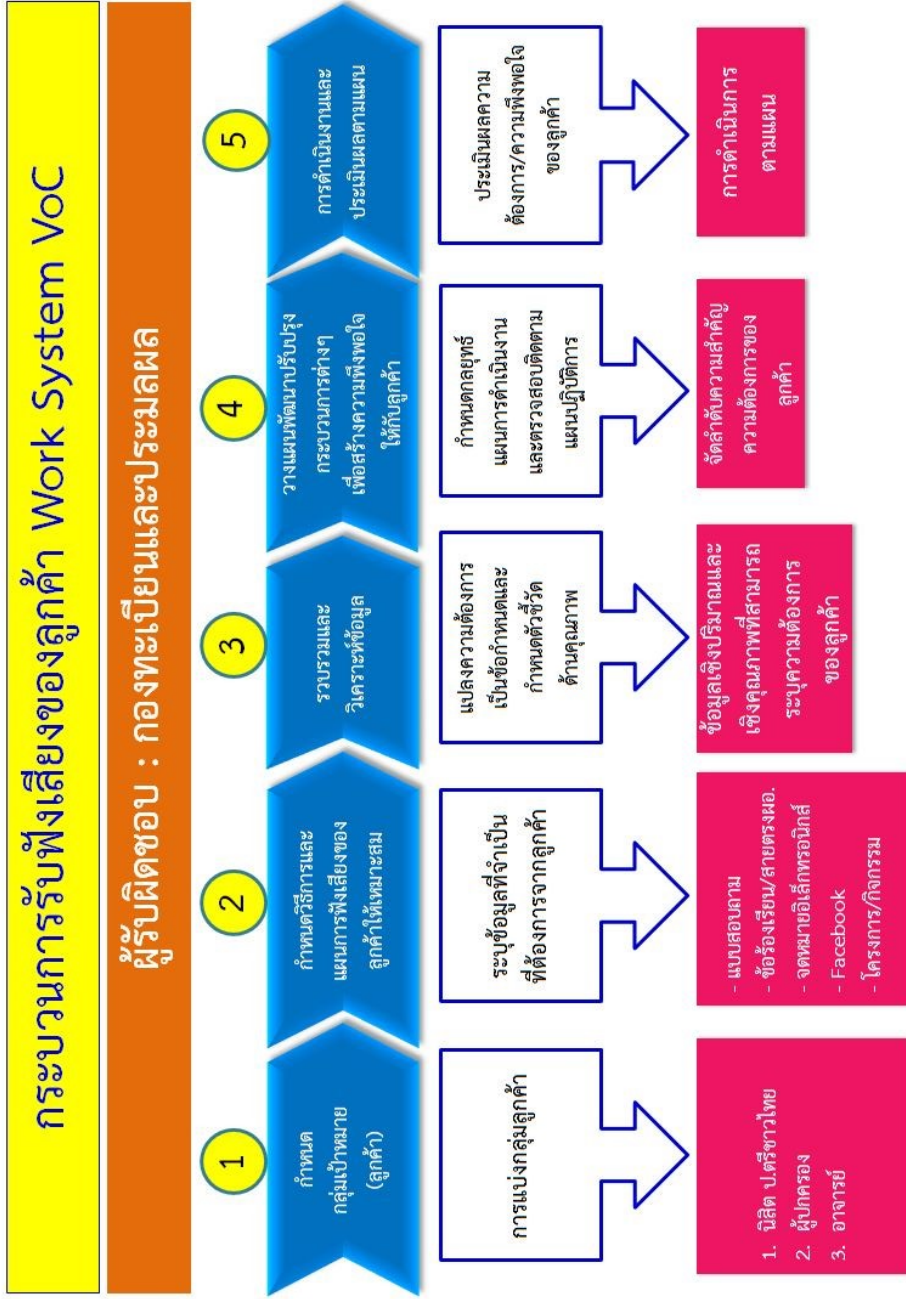 กระบวนการรับฟังเสียงของลูกค้า Work System VoC
ผู้รับผิดชอบ : กองทะเบียนและประมลผล
1
กำหนด
กลุ่มเป้าหมาย
(ลูกค้า)
การแบ่งกลุ่มลูกค้า
1. นิสิต ป.ตรีชาวไทย
2. ผู้ปกครอง
3. อาจารย์
2
กำหนดวิธีการและ
แผนการฟังเสียงของ
ลูกค้าให้เหมาะสม
ระบุข้อมูลที่จำเป็น
ที่ต้องการจากลูกค้า
- แบบสอบถาม
- ข้อร้องเรียน/สายตรงผอ.
- จดหมายอิเล็กทรอนิกส์
- Facebook
- โครงการ/กิจกรรม
3
รวบรวมและ
วิเคราะห์ข้อมูล
แปลงความต้องการ
เป็นข้อกำหนดและ
กำหนดตัวชี้วัด
ด้านคุณภาพ
ข้อมูลเชิงปริมาณและ
เชิงคุณภาพที่สามารถ
ระบุความต้องการ
ของลูกค้า
4
วางแผนพัฒนาปรับปรุง
กระบวนการต่างๆ
เพื่อสร้างความพึงพอใจ
ให้กับลูกค้า
กำหนดกลยุทธ์
แผนการดำเนินงาน
และตรวจสอบติดตาม
แผนปฏิบัติการ
จัดลำดับความสำคัญ
ความต้องการของ
ลูกค้า
5
การดำเนินงานและ
ประเมินผลตามแผน
ประเมินผลความ
ต้องการ/ความพึงพอใจ
ของลูกค้า
การดำเนินการ
ตามแผน